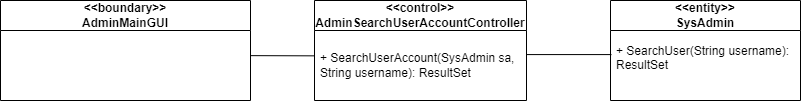 <<boundary>>
AdminMainGUI
<<control>>
AdminSearchUserAccountController
+ SearchUserAccount(SysAdmin sa,
String username): ResultSet
<<entity>>
SysAdmin
+ SearchUser(String username):
ResultSet